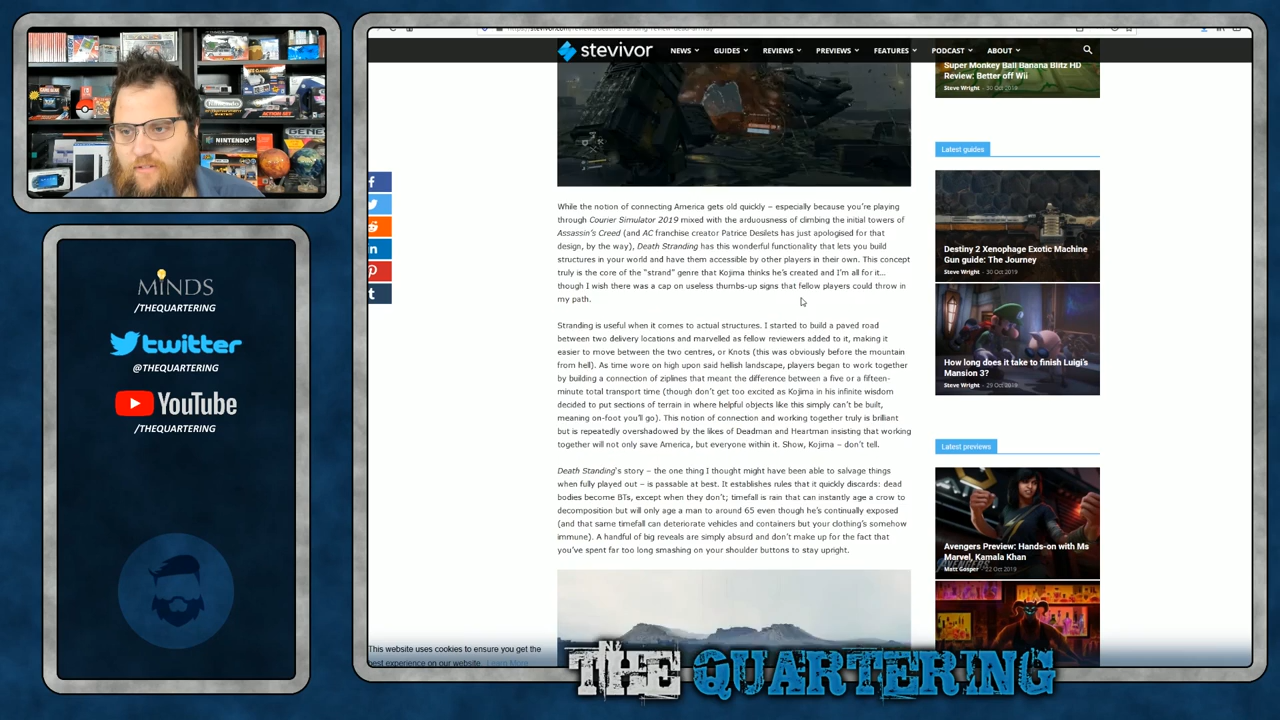 stevivor
NEWS GUIDES REVIEWS PREVIEWS FEATURES PODCAST ABOUT
Super Monkey Ball Banana Blitz HD
Review: Better off Wii
Steve Wright - 30 Oct 2019
Latest guides
Destiny 2 Xenophage Exotic Machine
Gun guide: The Journey
Steve Wright - 30 Oct 2019
How long does it take to finish Luigi's
Mansion 3?
Steve Wright - 29 Oct 2019
Latest previews
Avengers Preview: Hands-on with Ms
Marvel, Kamala Khan
Matt Gosper - 22 Oct 2019
While the notion of connecting America gets old quickly – especially because you're playing
through Courier Simulator 2019 mixed with the arduousness of climbing the initial towers of
Assassin's Creed (and AC franchise creator Patrice Desilets has just apologised for that
design, by the way), Death Stranding has this wonderful functionality that lets you build
structures in your world and have them accessible by other players in their own. This concept
truly is the core of the "strand" genre that Kojima thinks he's created and I'm all for it…
though I wish there was a cap on useless thumbs-up signs that fellow players could throw in
my path.
Stranding is useful when it comes to actual structures. I started to build a paved road
between two delivery locations and marvelled as fellow reviewers added to it, making it
easier to move between the two centres, or Knots (this was obviously before the mountain
from hell). As time wore on high upon said hellish landscape, players began to work together
by building a connection of ziplines that meant the difference between a five or a fifteen-
minute total transport time (though don't get too excited as Kojima in his infinite wisdom
decided to put sections of terrain in where helpful objects like this simply can't be built,
meaning on-foot you'll go). This notion of connection and working together truly is brilliant
but is repeatedly overshadowed by the likes of Deadman and Heartman insisting that working
together will not only save America, but everyone within it. Show, Kojima – don't tell.
Death Standing's story – the one thing I thought might have been able to salvage things
when fully played out – is passable at best. It establishes rules that it quickly discards: dead
bodies become BTs, except when they don't; timefall is rain that can instantly age a crow to
decomposition but will only age a man to around 65 even though he's continually exposed
(and that same timefall can deteriorate vehicles and containers but your clothing's somehow
immune). A handful of big reveals are simply absurd and don't make up for the fact that
you've spent far too long smashing on your shoulder buttons to stay upright.
This website uses cookies to ensure you get the
best experience on our website. Learn More
MINDS
/THEQUARTERING
twitter
@THEQUARTERING
YouTube
/THEQUARTERING
THE QUARTERING
NINTENDO 64
GENESIS